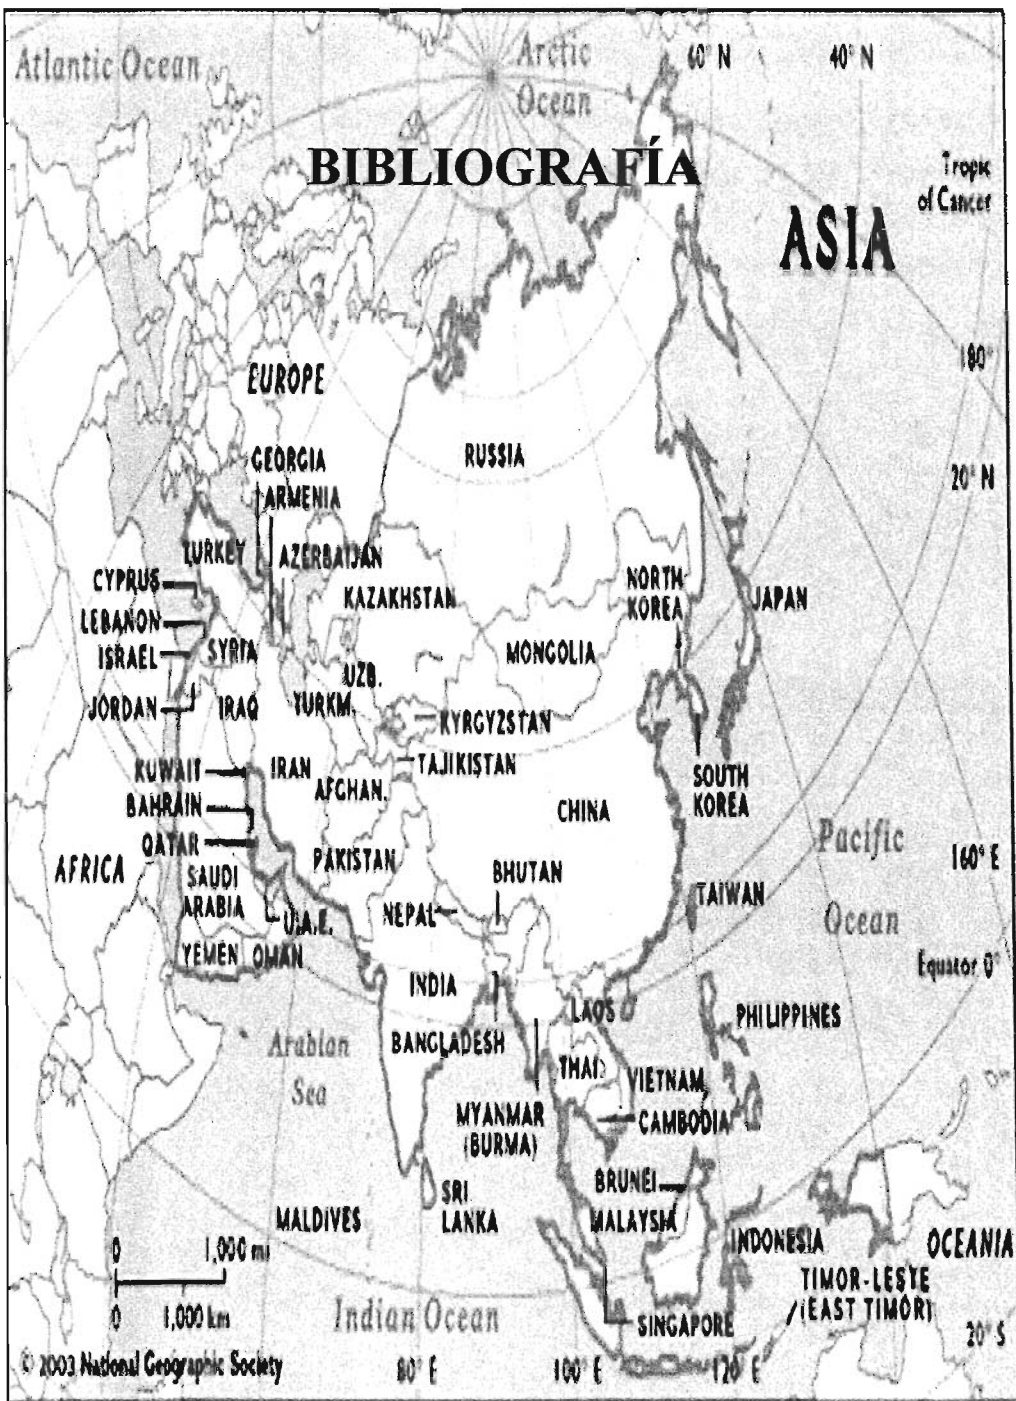 Atlantic Ocean
Arctic
Ocean
60° N
40° N
BIBLIOGRAFÍA
Tropic
of Cancer
ASIA
180°
EUROPE
GEORGIA
RUSSIA
20° N
ARMENIA
TURKEY
AZERBAIJAN
CYPRUS
KAZAKHSTAN
NORTH
KOREA
JAPAN
LEBANON
ISRAEL
SYRIA
MONGOLIA
UZB.
JORDAN
IRAQ
TURKM.
KYRGYZSTAN
KUWAIT
IRAN
TAJIKISTAN
AFGHAN.
SOUTH
KOREA
BAHRAIN
CHINA
QATAR
Pacific
Ocean
AFRICA
PAKISTAN
BHUTAN
160° E
SAUDI
ARABIA
TAIWAN
NEPAL
U.A.E.
YEMEN
OMAN
Equator 0°
INDIA
LAOS
PHILIPPINES
Arabian
Sea
BANGLADESH
THAI.
VIETNAM
MYANMAR
(BURMA)
CAMBODIA
BRUNEI
SRI
LANKA
MALDIVES
MALAYSIA
INDONESIA
OCEANIA
0
1,000 mi
TIMOR-LESTE
(EAST TIMOR)
0
1,000 km
Indian Ocean
SINGAPORE
20° S
© 2003 National Geographic Society
80° E
100° E
120° E